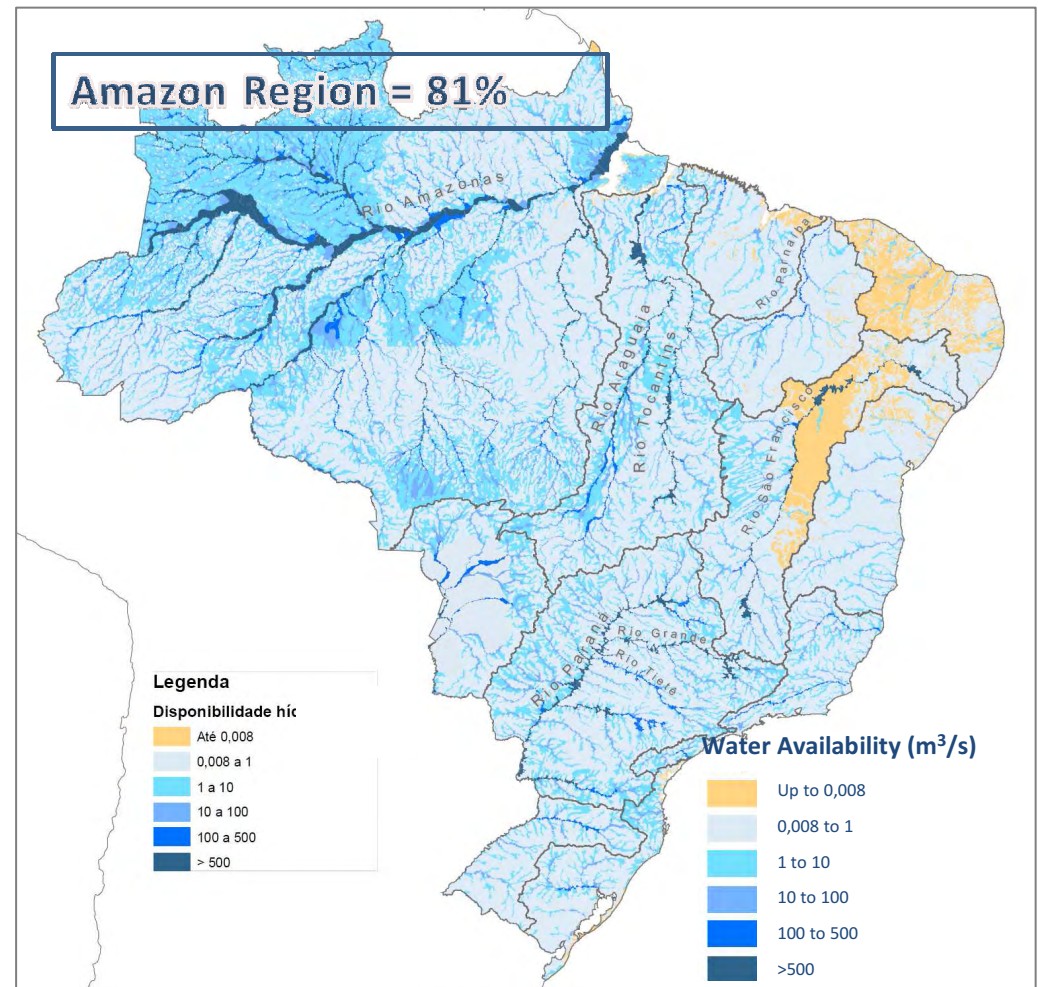 Amazon Region = 81%
Rio Amazonas
Rio Parnaíba
Rio Araguaia
Rio Tocantins
Rio São Francisco
Rio Paraná
Rio Grande
Rio Tietê
Legenda
Disponibilidade híc
Até 0,008
0,008 a 1
1 a 10
10 a 100
100 a 500
> 500
Water Availability (m³/s)
Up to 0,008
0,008 to 1
1 to 10
10 to 100
100 to 500
>500